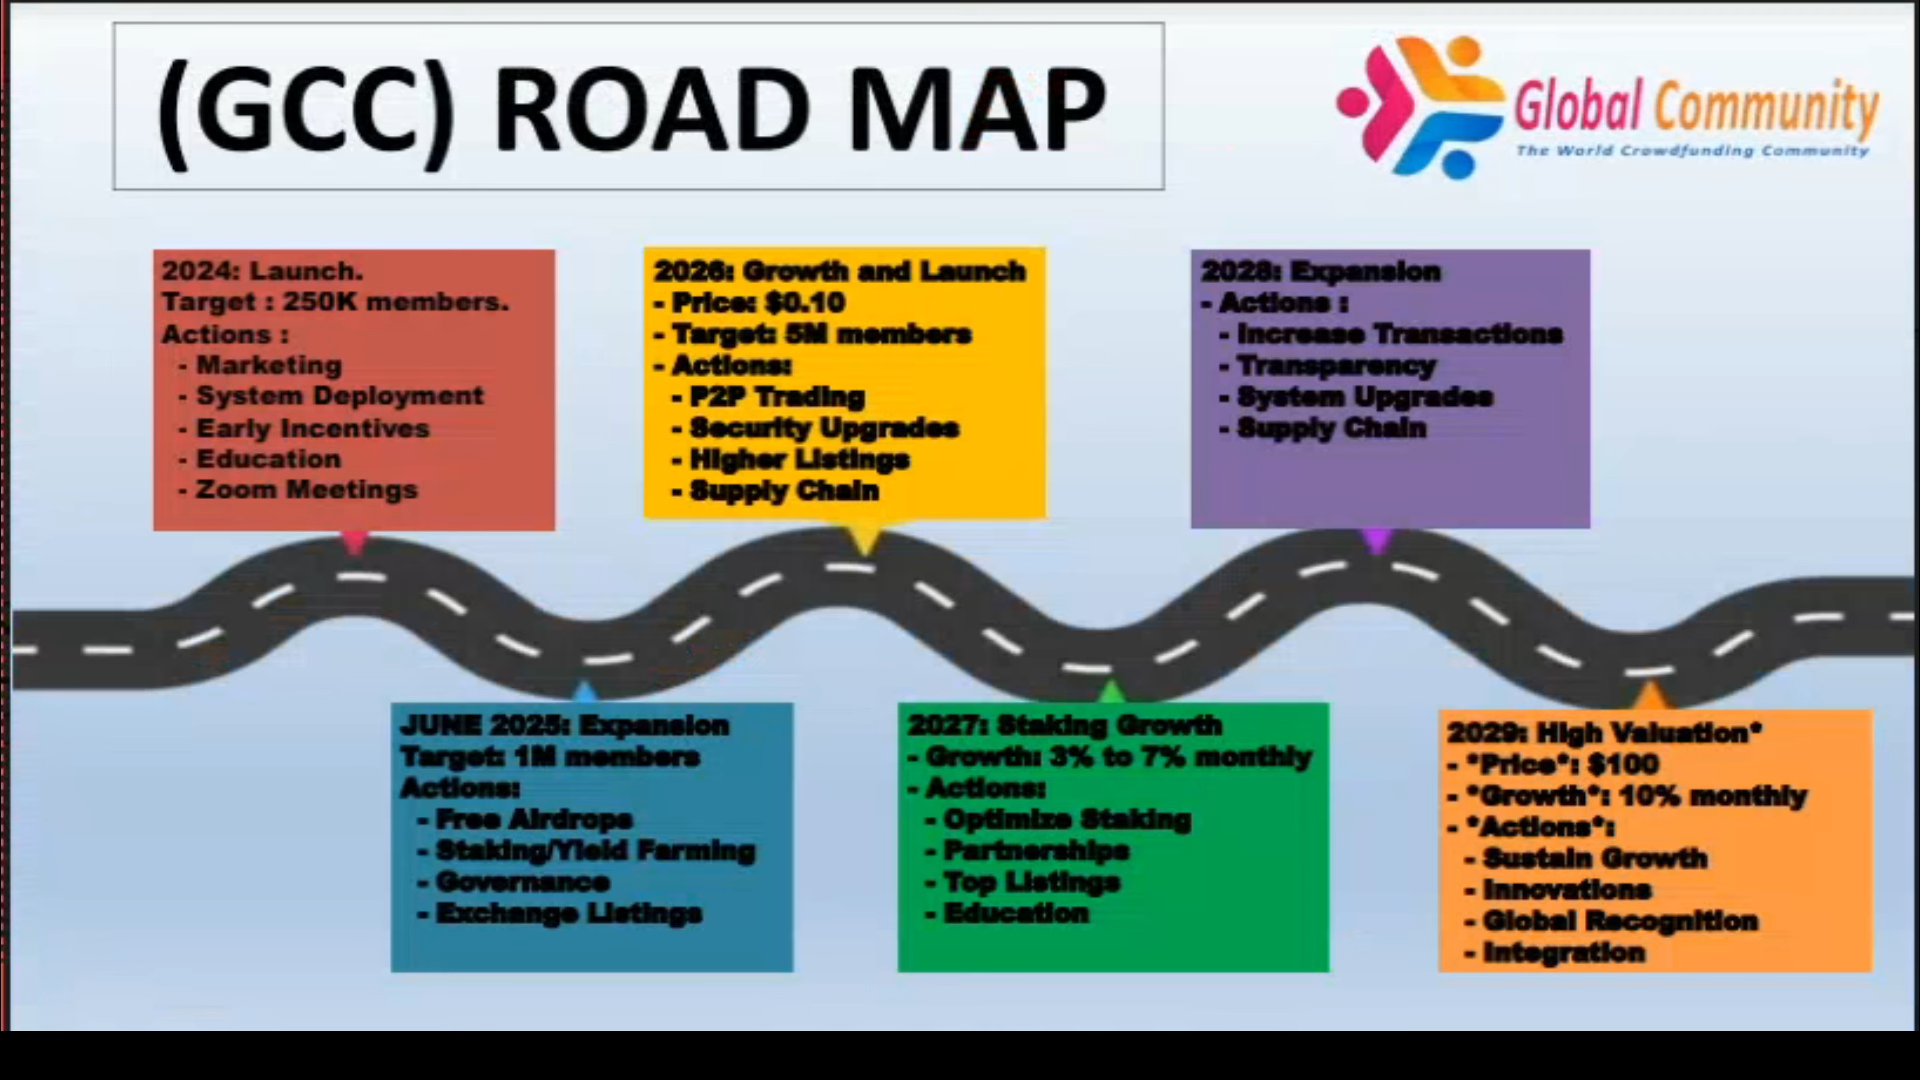 (GCC) ROAD MAP
Global Community
The World Crowdfunding Community
2024: Launch.
Target : 250K members.
Actions :
- Marketing
- System Deployment
- Early Incentives
- Education
- Zoom Meetings
2026: Growth and Launch
- Price: $0.10
- Target: 5M members
- Actions:
- P2P Trading
- Security Upgrades
- Higher Listings
- Supply Chain
2028: Expansion
- Actions :
- Increase Transactions
- Transparency
- System Upgrades
- Supply Chain
JUNE 2025: Expansion
Target: 1M members
Actions:
- Free Airdrops
- Staking/Yield Farming
- Governance
- Exchange Listings
2027: Staking Growth
- Growth: 3% to 7% monthly
- Actions:
- Optimize Staking
- Partnerships
- Top Listings
- Education
2029: High Valuation*
- *Price*: $100
- *Growth*: 10% monthly
- *Actions*:
- Sustain Growth
- Innovations
- Global Recognition
- Integration